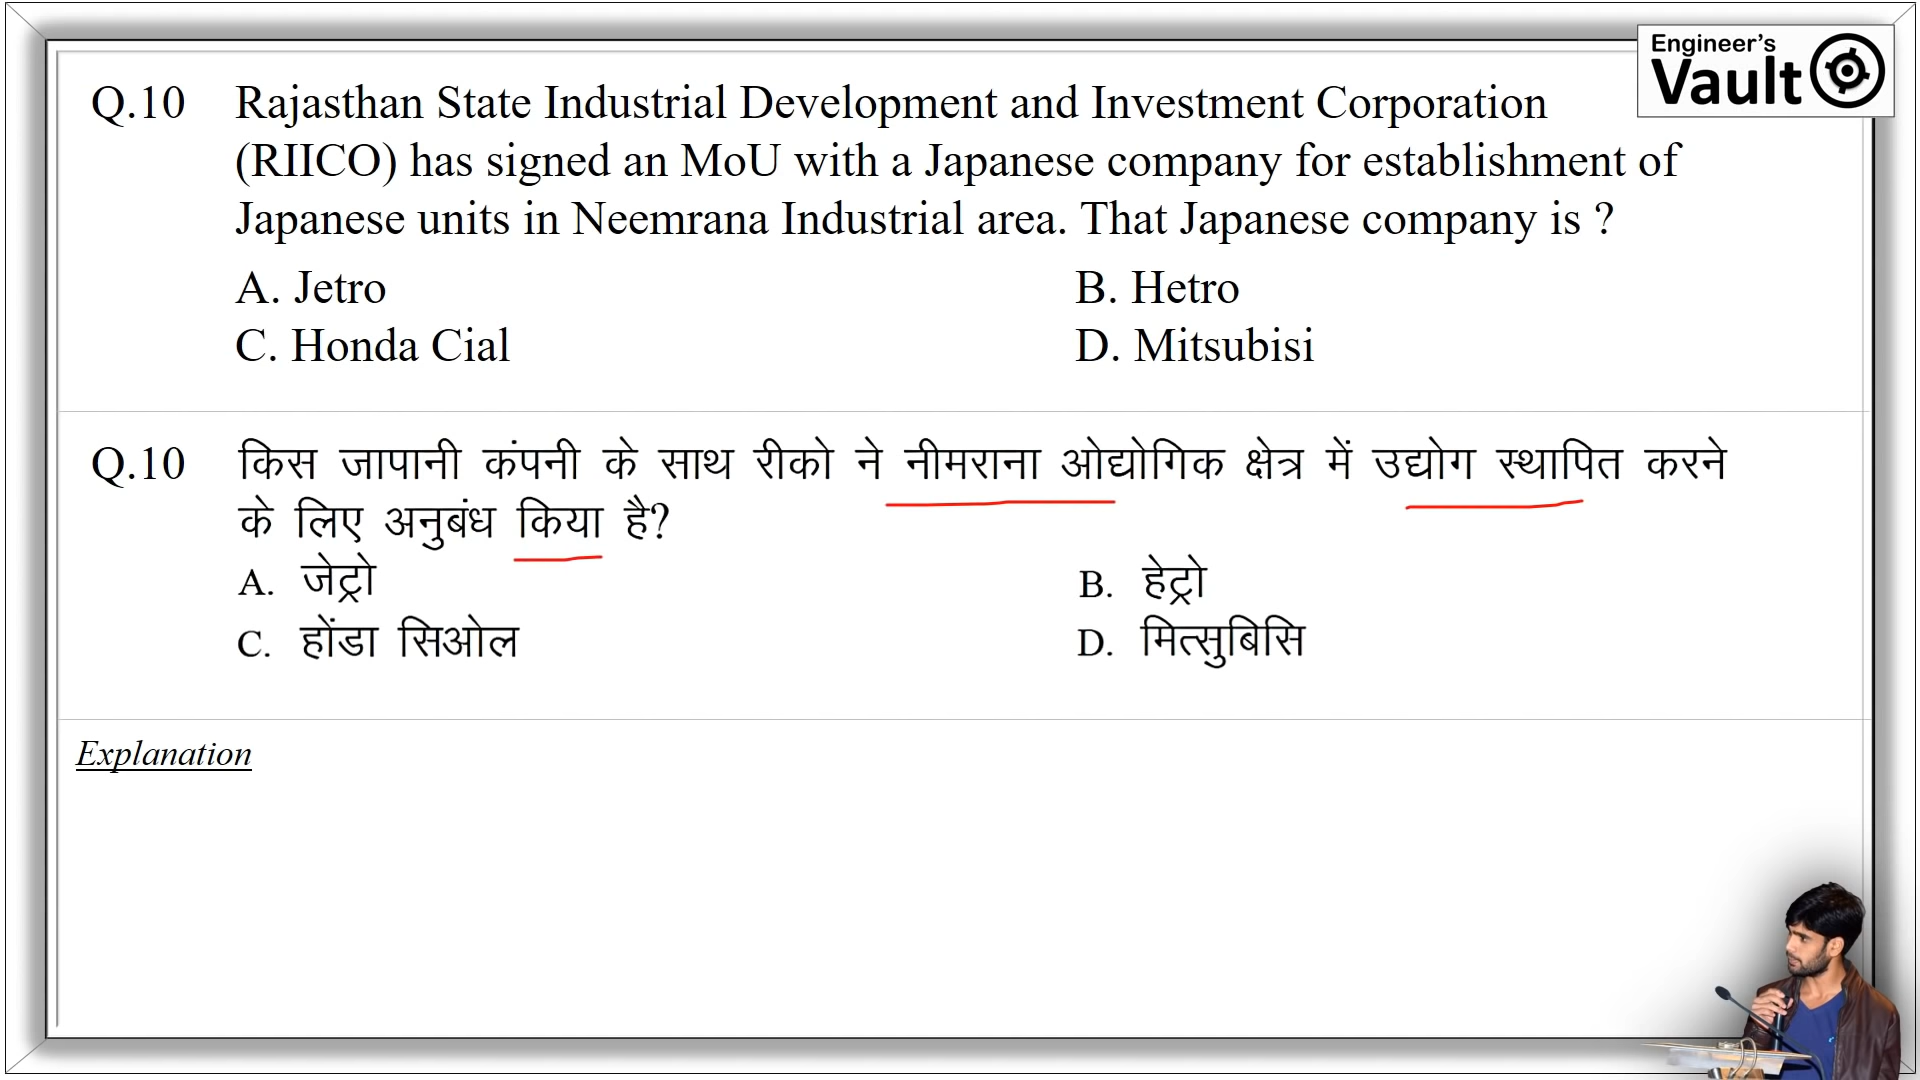 Engineer's
Vault
Q.10 Rajasthan State Industrial Development and Investment Corporation
(RIICO) has signed an MoU with a Japanese company for establishment of
Japanese units in Neemrana Industrial area. That Japanese company is ?
A. Jetro B. Hetro
C. Honda Cial D. Mitsubisi
Q.10 किस जापानी कंपनी के साथ रीको ने नीमराना ओद्योगिक क्षेत्र में उद्योग स्थापित करने
के लिए अनुबंध किया है?
A. जेट्रो B. हेट्रो
C. होंडा सिओल D. मित्सुबिसि
Explanation